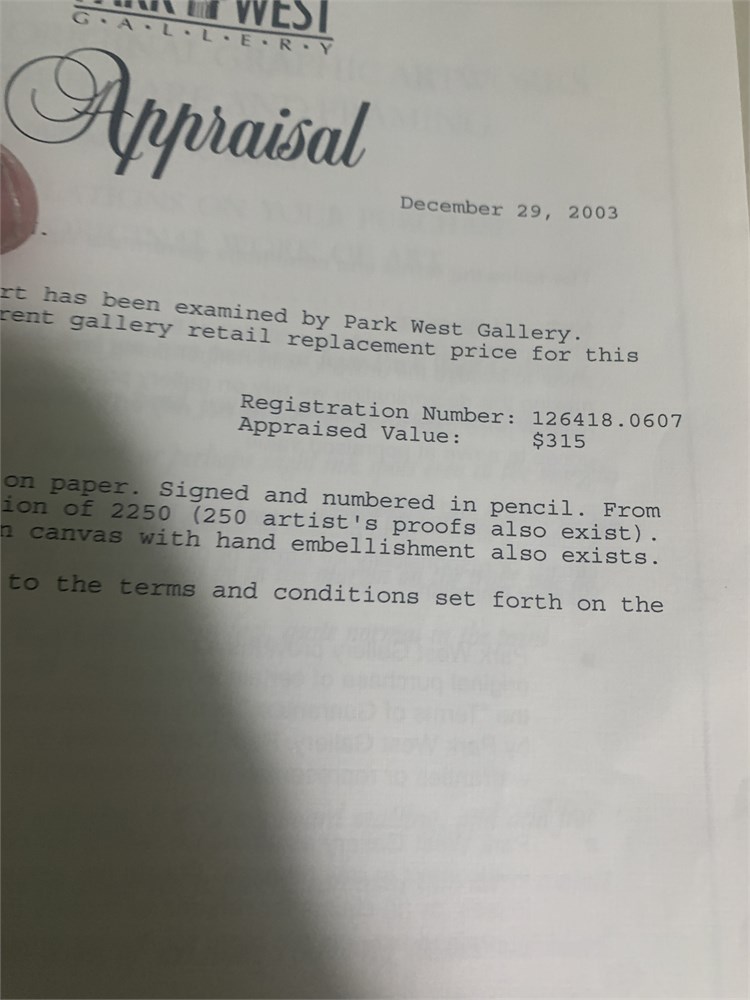 PARK WEST
G·A·L·L·E·R·Y
Appraisal
December 29, 2003
rt has been examined by Park West Gallery.
rent gallery retail replacement price for this
Registration Number: 126418.0607
Appraised Value: $315
on paper. Signed and numbered in pencil. From
ion of 2250 (250 artist's proofs also exist).
n canvas with hand embellishment also exists.
to the terms and conditions set forth on the